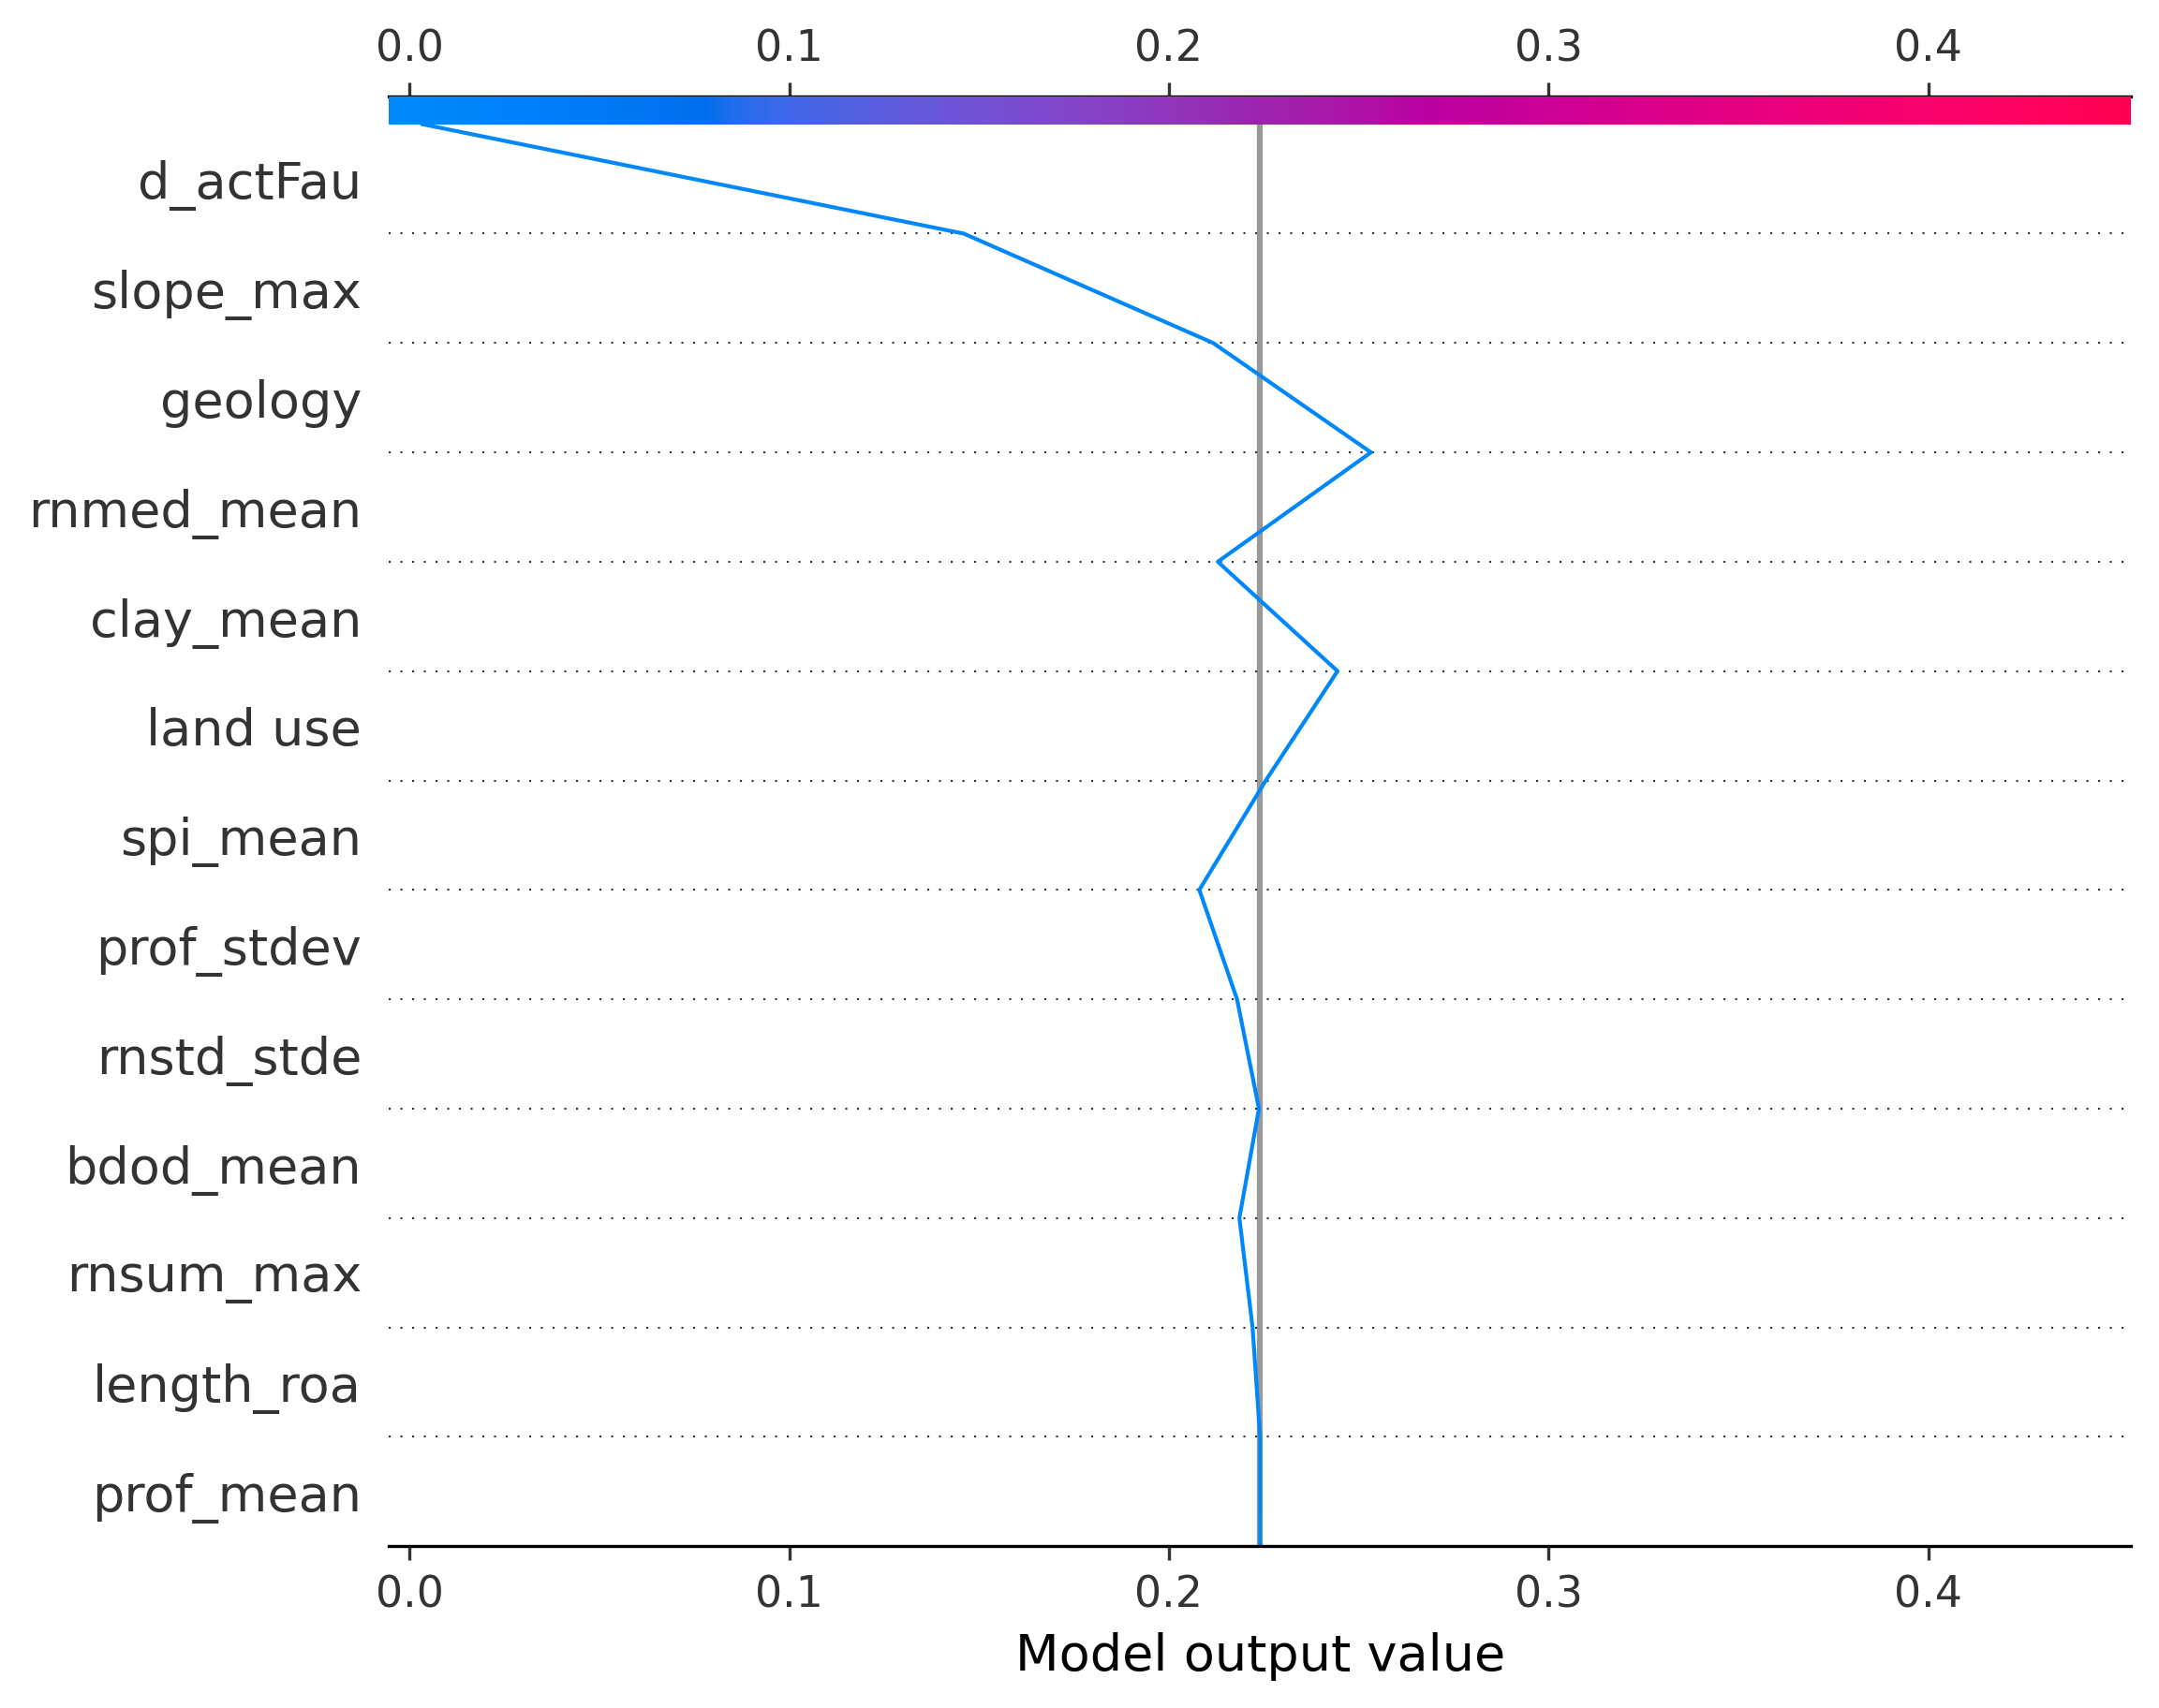 0.0 0.1 0.2 0.3 0.4
d_actFau
slope_max
geology
rnmed_mean
clay_mean
land use
spi_mean
prof_stdev
rnstd_stde
bdod_mean
rnsum_max
length_roa
prof_mean
0.0 0.1 0.2 0.3 0.4
Model output value